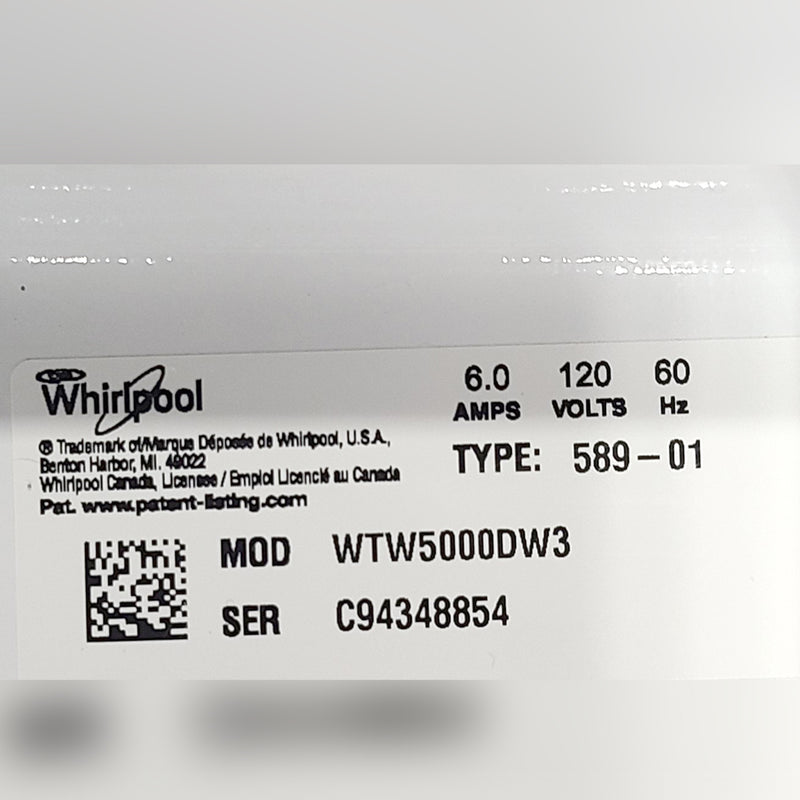 Whirlpool
® Trademark of/Marque Déposée de Whirlpool, U.S.A.,
Benton Harbor, MI. 49022
Whirlpool Canada, Licensee / Emploi Licencié au Canada
Pat. www.patent-listing.com
6.0 120 60
AMPS VOLTS Hz
TYPE: 589-01
MOD WTW5000DW3
SER C94348854